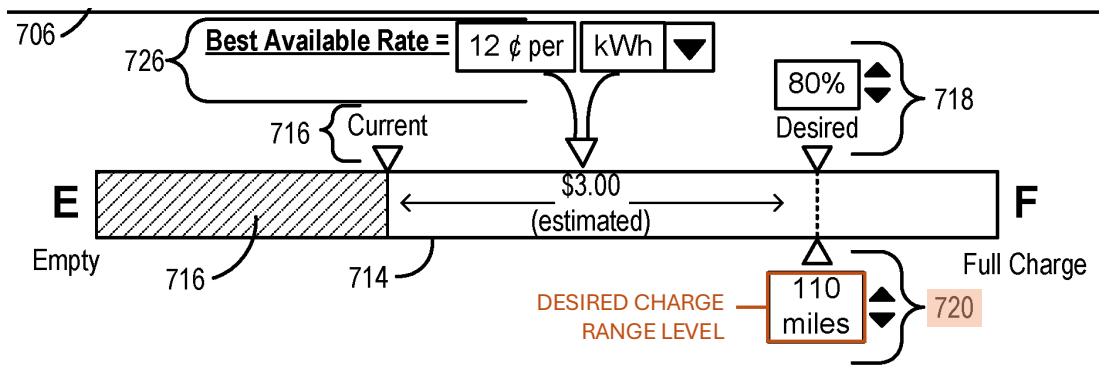 706
726
Best Available Rate = 12 ¢ per kWh
80%
718
716
Current
Desired
E
$3.00
(estimated)
F
Empty
716
714
Full Charge
DESIRED CHARGE
RANGE LEVEL
110
miles
720